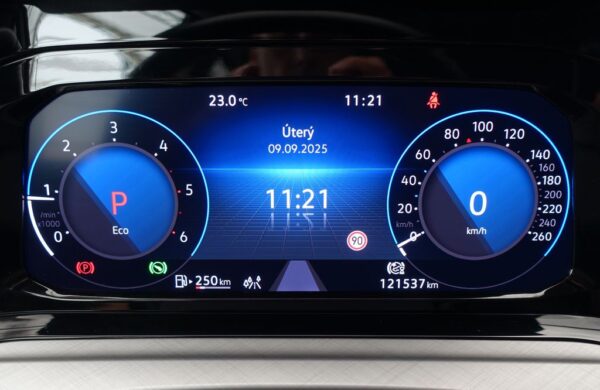 23.0 °C 11:21
Úterý
09.09.2025
11:21
90
0 1 2 3 4 5 6
/min
x1000
P
Eco
P
250 km
0 20 40 60 80 100 120 140 160 180 200 220 240 260
km/h
0
km/h
121537 km